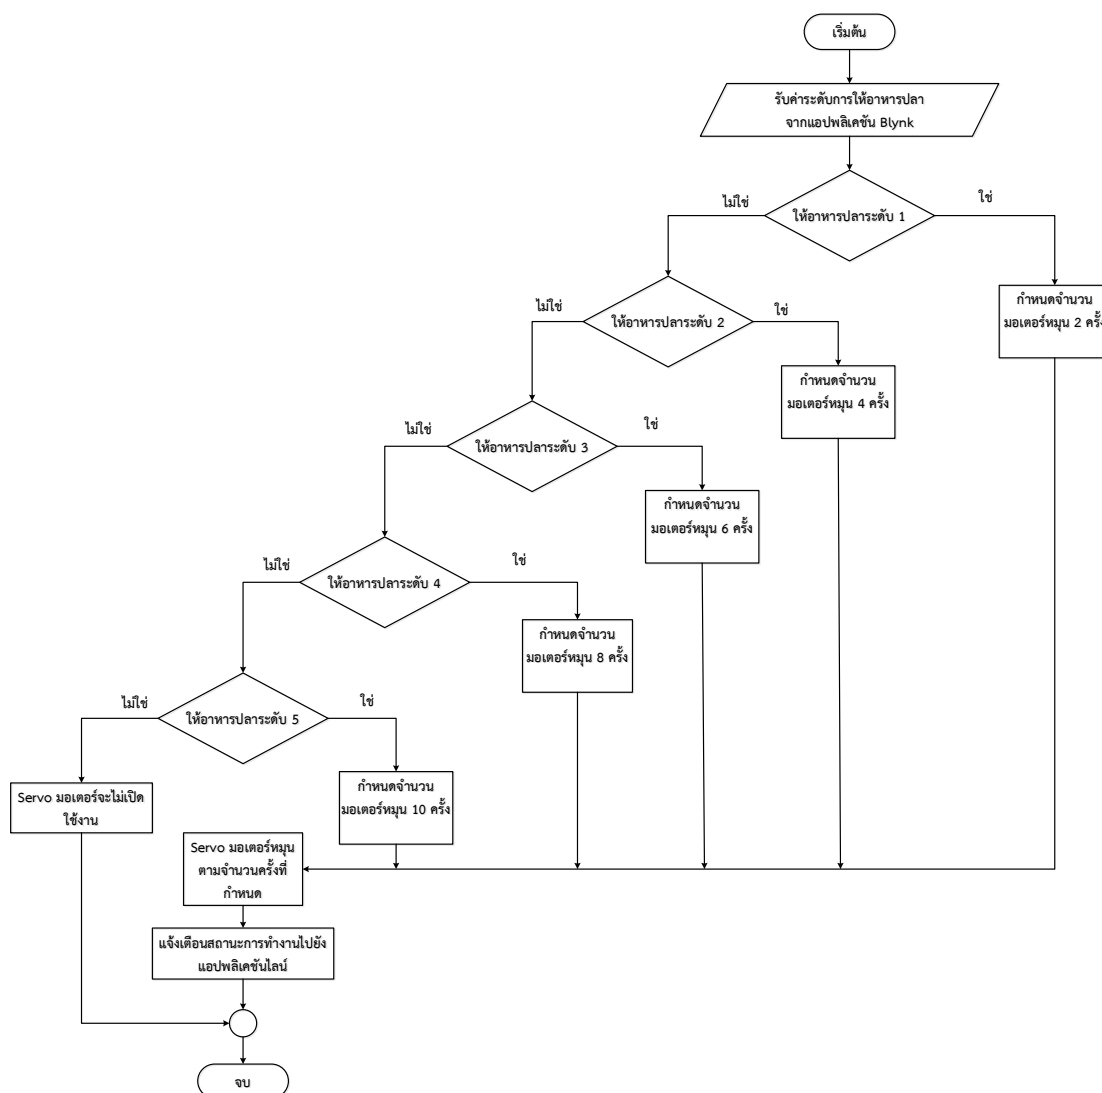 เริ่มต้น
รับค่าระดับการให้อาหารปลา
จากแอปพลิเคชัน Blynk
ไม่ใช่
ให้อาหารปลาระดับ 1
ใช่
กำหนดจำนวน
มอเตอร์หมุน 2 ครั้ง
ไม่ใช่
ให้อาหารปลาระดับ 2
ใช่
กำหนดจำนวน
มอเตอร์หมุน 4 ครั้ง
ไม่ใช่
ให้อาหารปลาระดับ 3
ใช่
กำหนดจำนวน
มอเตอร์หมุน 6 ครั้ง
ไม่ใช่
ให้อาหารปลาระดับ 4
ใช่
กำหนดจำนวน
มอเตอร์หมุน 8 ครั้ง
ไม่ใช่
ให้อาหารปลาระดับ 5
ใช่
กำหนดจำนวน
มอเตอร์หมุน 10 ครั้ง
Servo มอเตอร์จะไม่เปิด
ใช้งาน
Servo มอเตอร์หมุน
ตามจำนวนครั้งที่
กำหนด
แจ้งเตือนสถานะการทำงานไปยัง
แอปพลิเคชันไลน์
จบ